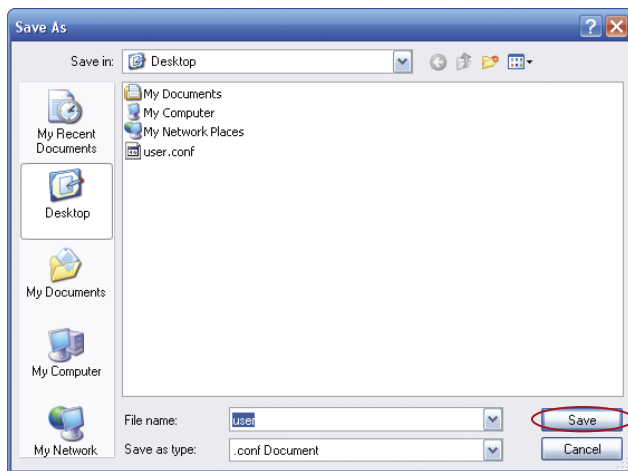 Save As
Save in: Desktop
My Recent
Documents
Desktop
My Documents
My Computer
My Network
My Documents
My Computer
My Network Places
user.conf
File name: user
Save
Save as type: .conf Document
Cancel